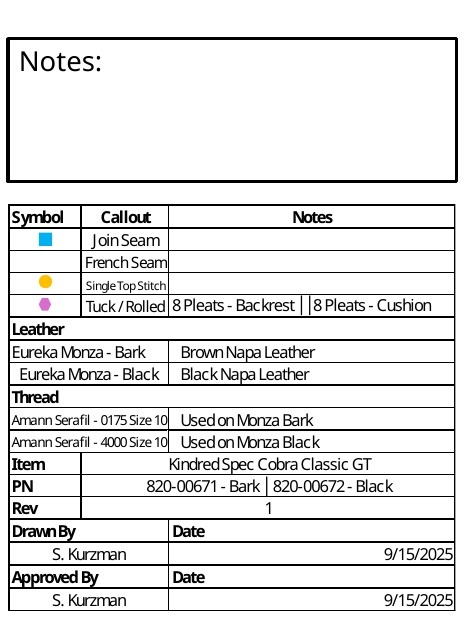 Notes:
Symbol Callout Notes
Join Seam
French Seam
Single Top Stitch
Tuck / Rolled 8 Pleats - Backrest | | 8 Pleats - Cushion
Leather
Eureka Monza - Bark Brown Napa Leather
Eureka Monza - Black Black Napa Leather
Thread
Amann Serafil - 0175 Size 10 Used on Monza Bark
Amann Serafil - 4000 Size 10 Used on Monza Black
Item Kindred Spec Cobra Classic GT
PN 820-00671 - Bark | 820-00672 - Black
Rev 1
Drawn By Date
S. Kurzman 9/15/2025
Approved By Date
S. Kurzman 9/15/2025